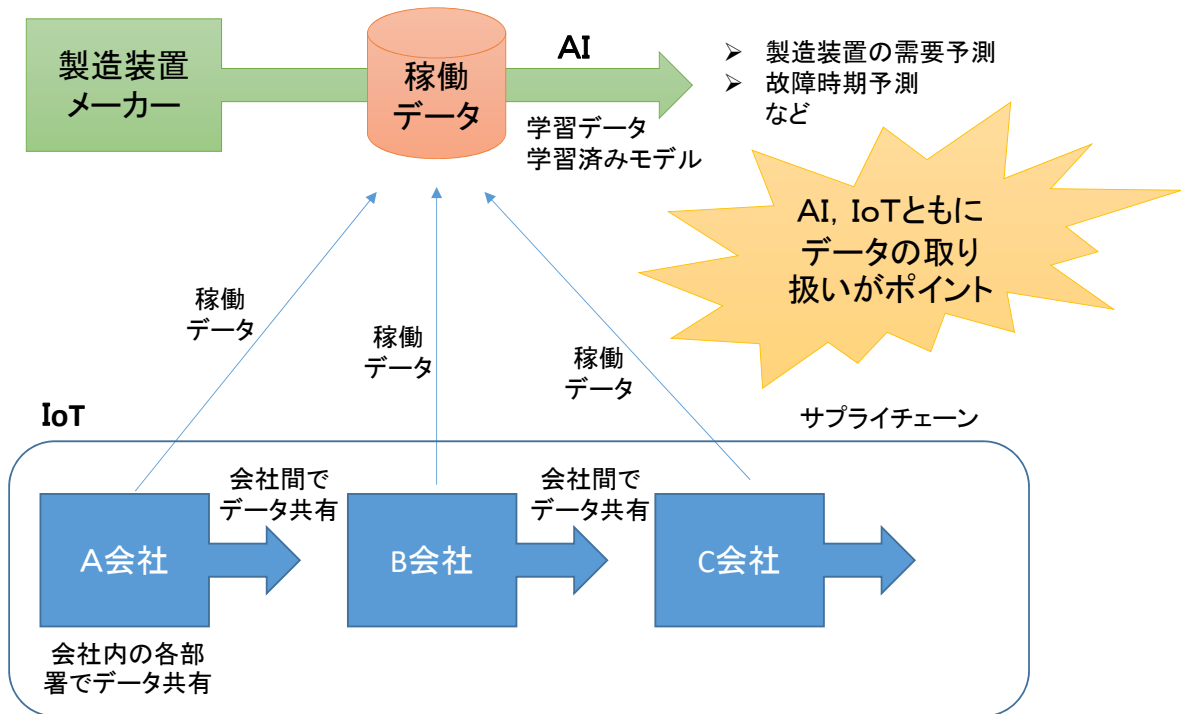 製造装置
メーカー
稼働
データ
AI
学習データ
学習済みモデル
➢ 製造装置の需要予測
➢ 故障時期予測
など
AI, IoTともに
データの取り
扱いがポイント
稼働
データ
稼働
データ
稼働
データ
IoT
サプライチェーン
会社間で
データ共有
会社間で
データ共有
A会社
B会社
C会社
会社内の各部
署でデータ共有